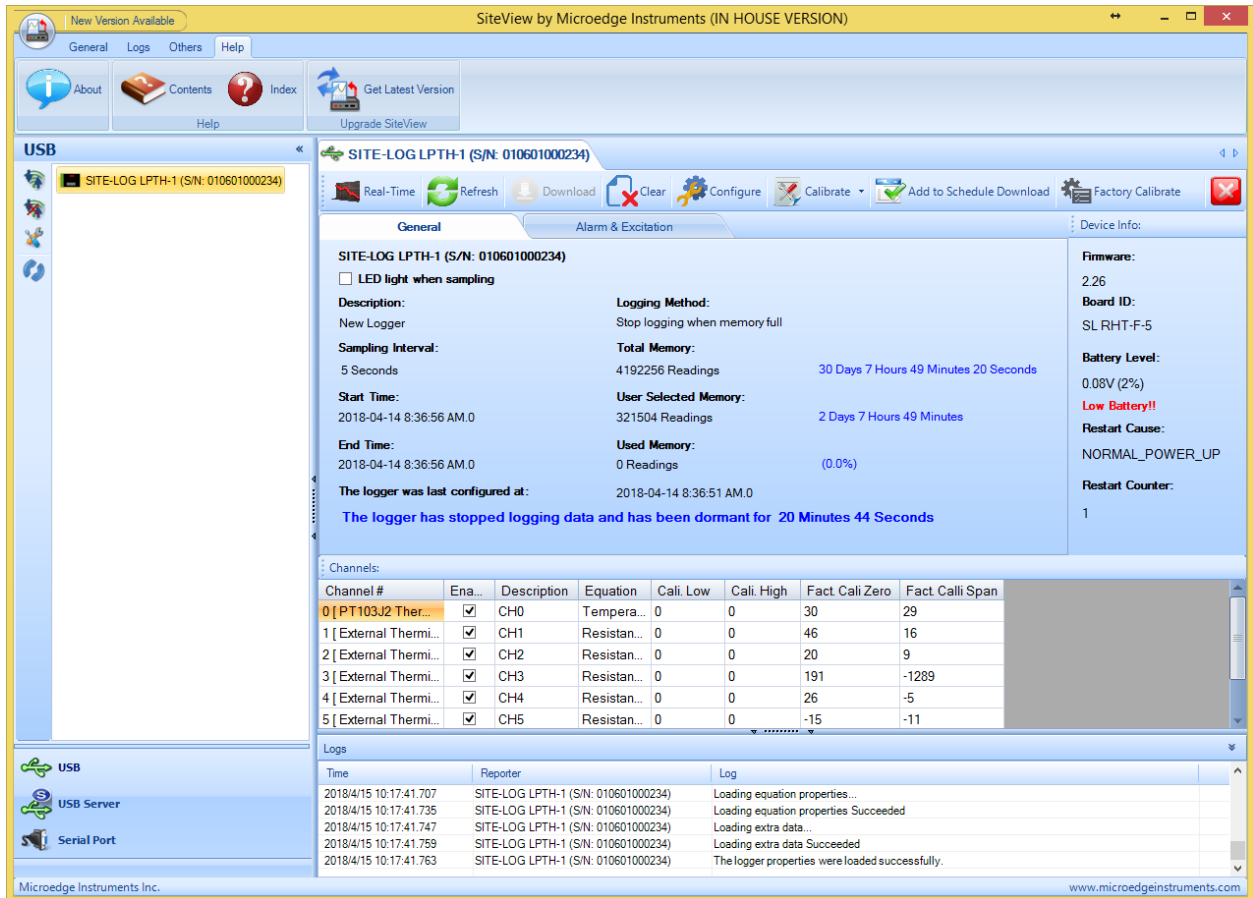 New Version Available
SiteView by Microedge Instruments (IN HOUSE VERSION)
General Logs Others Help
About Contents Index Get Latest Version
Help Upgrade SiteView
USB «
SITE-LOG LPTH-1 (S/N: 010601000234)
USB
USB Server
Serial Port
SITE-LOG LPTH-1 (S/N: 010601000234)
Real-Time Refresh Download Clear Configure Calibrate Add to Schedule Download Factory Calibrate
General Alarm & Excitation
SITE-LOG LPTH-1 (S/N: 010601000234)
LED light when sampling
Description: Logging Method:
New Logger Stop logging when memory full
Sampling Interval: Total Memory:
5 Seconds 4192256 Readings 30 Days 7 Hours 49 Minutes 20 Seconds
Start Time: User Selected Memory:
2018-04-14 8:36:56 AM.0 321504 Readings 2 Days 7 Hours 49 Minutes
End Time: Used Memory:
2018-04-14 8:36:56 AM.0 0 Readings (0.0%)
The logger was last configured at: 2018-04-14 8:36:51 AM.0
The logger has stopped logging data and has been dormant for 20 Minutes 44 Seconds
Device Info:
Firmware:
2.26
Board ID:
SL RHT-F-5
Battery Level:
0.08V (2%)
Low Battery!!
Restart Cause:
NORMAL_POWER_UP
Restart Counter:
1
Channels:
Channel # Ena... Description Equation Cali. Low Cali. High Fact. Cali Zero Fact. Calli Span
0 [ PT103J2 Ther... CH0 Tempera... 0 0 30 29
1 [ External Thermi... CH1 Resistan... 0 0 46 16
2 [ External Thermi... CH2 Resistan... 0 0 20 9
3 [ External Thermi... CH3 Resistan... 0 0 191 -1289
4 [ External Thermi... CH4 Resistan... 0 0 26 -5
5 [ External Thermi... CH5 Resistan... 0 0 -15 -11
Logs
Time Reporter Log
2018/4/15 10:17:41.707 SITE-LOG LPTH-1 (S/N: 010601000234) Loading equation properties...
2018/4/15 10:17:41.735 SITE-LOG LPTH-1 (S/N: 010601000234) Loading equation properties Succeeded
2018/4/15 10:17:41.747 SITE-LOG LPTH-1 (S/N: 010601000234) Loading extra data...
2018/4/15 10:17:41.759 SITE-LOG LPTH-1 (S/N: 010601000234) Loading extra data Succeeded
2018/4/15 10:17:41.763 SITE-LOG LPTH-1 (S/N: 010601000234) The logger properties were loaded successfully.
Microedge Instruments Inc. www.microedgeinstruments.com